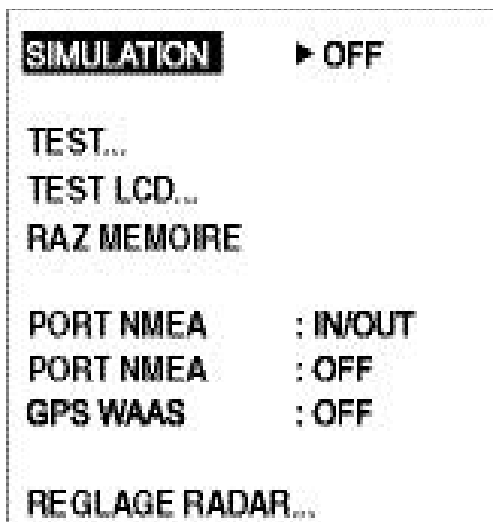 SIMULATION ▶ OFF
TEST...
TEST LCD...
RAZ MEMOIRE
PORT NMEA : IN/OUT
PORT NMEA : OFF
GPS WAAS : OFF
REGLAGE RADAR...